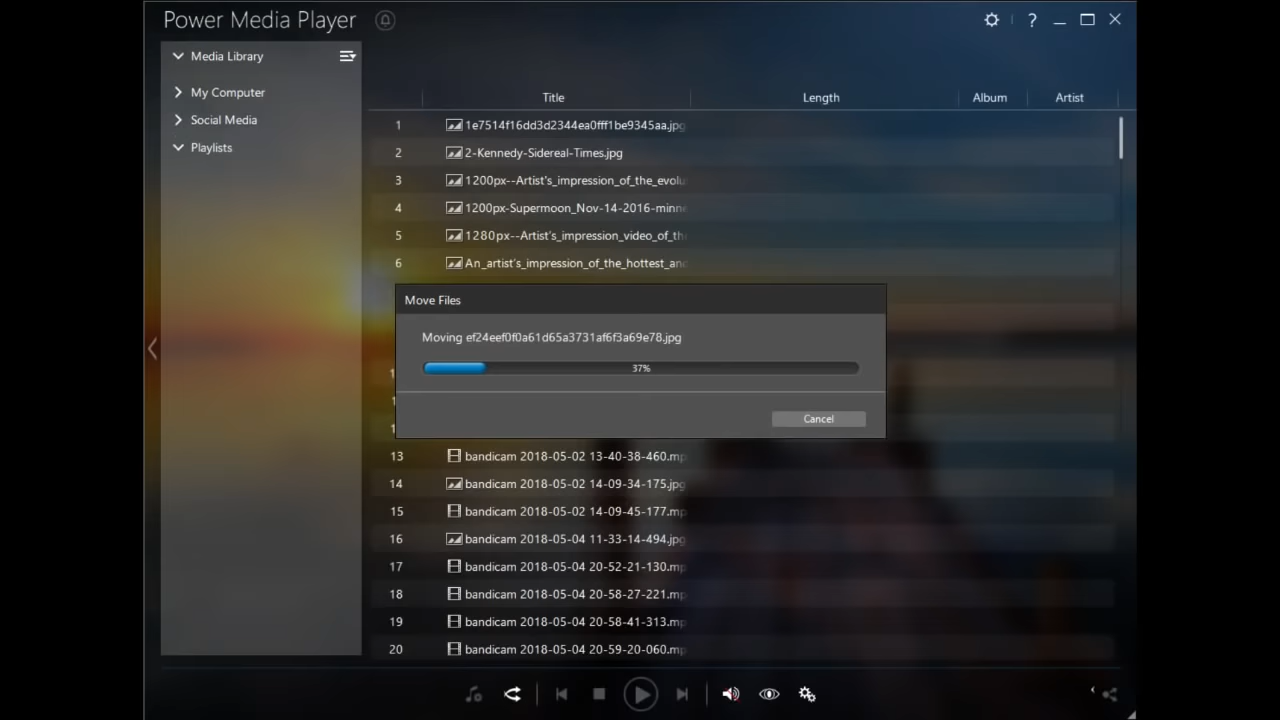 Power Media Player
?
Media Library
My Computer
Social Media
Playlists
Title Length Album Artist
1 1e7514f16dd3d2344ea0fff1be9345aa.jpg
2 2-Kennedy-Sidereal-Times.jpg
3 1200px--Artist's_impression_of_the_evolu
4 1200px-Supermoon_Nov-14-2016-minne
5 1280px--Artist's_impression_video_of_the
6 An_artist's_impression_of_the_hottest_and
Move Files
Moving ef24eef0f0a61d65a3731af6f3a69e78.jpg
37%
Cancel
13 bandicam 2018-05-02 13-40-38-460.mp
14 bandicam 2018-05-02 14-09-34-175.jpg
15 bandicam 2018-05-02 14-09-45-177.mp
16 bandicam 2018-05-04 11-33-14-494.jpg
17 bandicam 2018-05-04 20-52-21-130.mp
18 bandicam 2018-05-04 20-58-27-221.mp
19 bandicam 2018-05-04 20-58-41-313.mp
20 bandicam 2018-05-04 20-59-20-060.mp